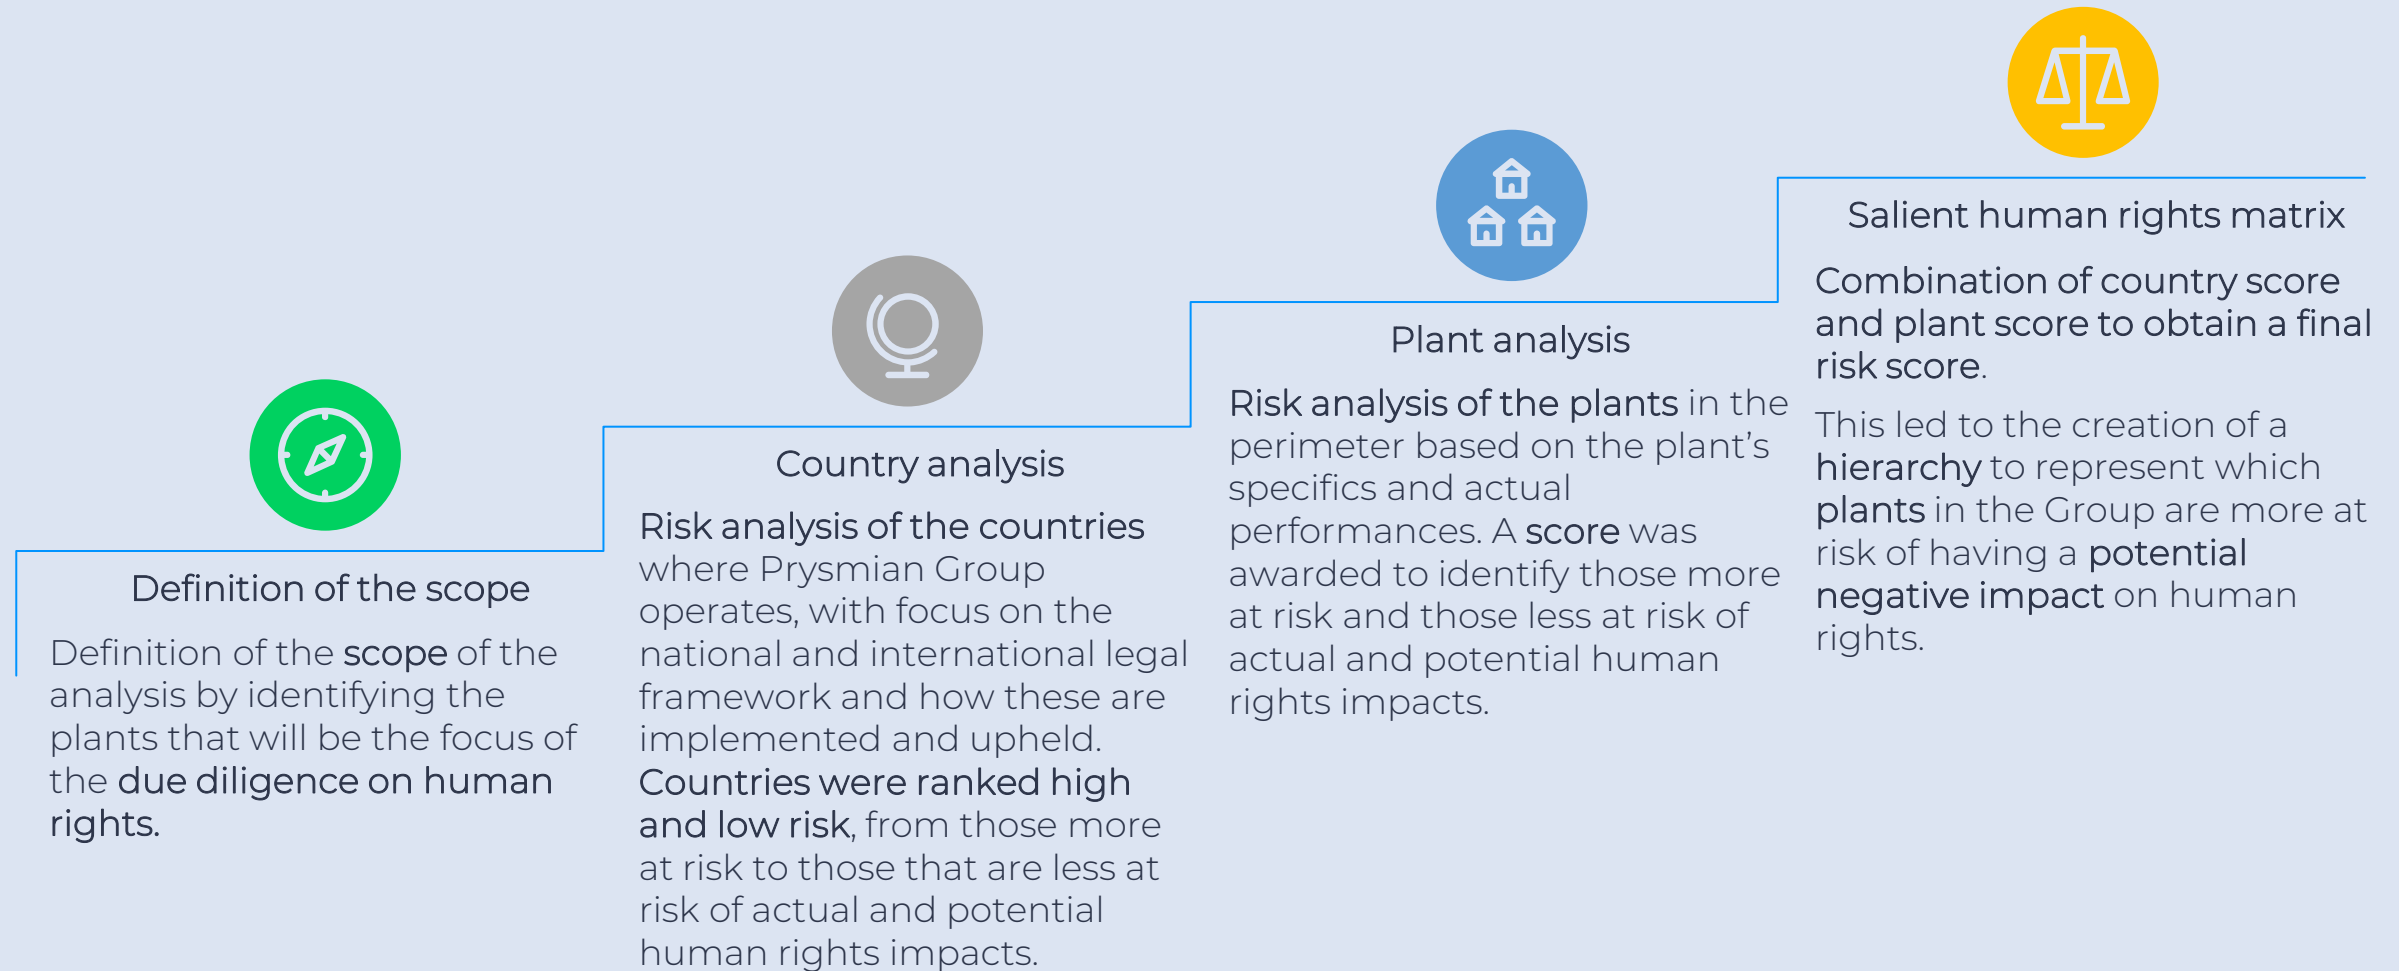 Definition of the scope
Definition of the scope of the
analysis by identifying the
plants that will be the focus of
the due diligence on human
rights.
Country analysis
Risk analysis of the countries
where Prysmian Group
operates, with focus on the
national and international legal
framework and how these are
implemented and upheld.
Countries were ranked high
and low risk, from those more
at risk to those that are less at
risk of actual and potential
human rights impacts.
Plant analysis
Risk analysis of the plants in the
perimeter based on the plant’s
specifics and actual
performances. A score was
awarded to identify those more
at risk and those less at risk of
actual and potential human
rights impacts.
Salient human rights matrix
Combination of country score
and plant score to obtain a final
risk score.
This led to the creation of a
hierarchy to represent which
plants in the Group are more at
risk of having a potential
negative impact on human
rights.